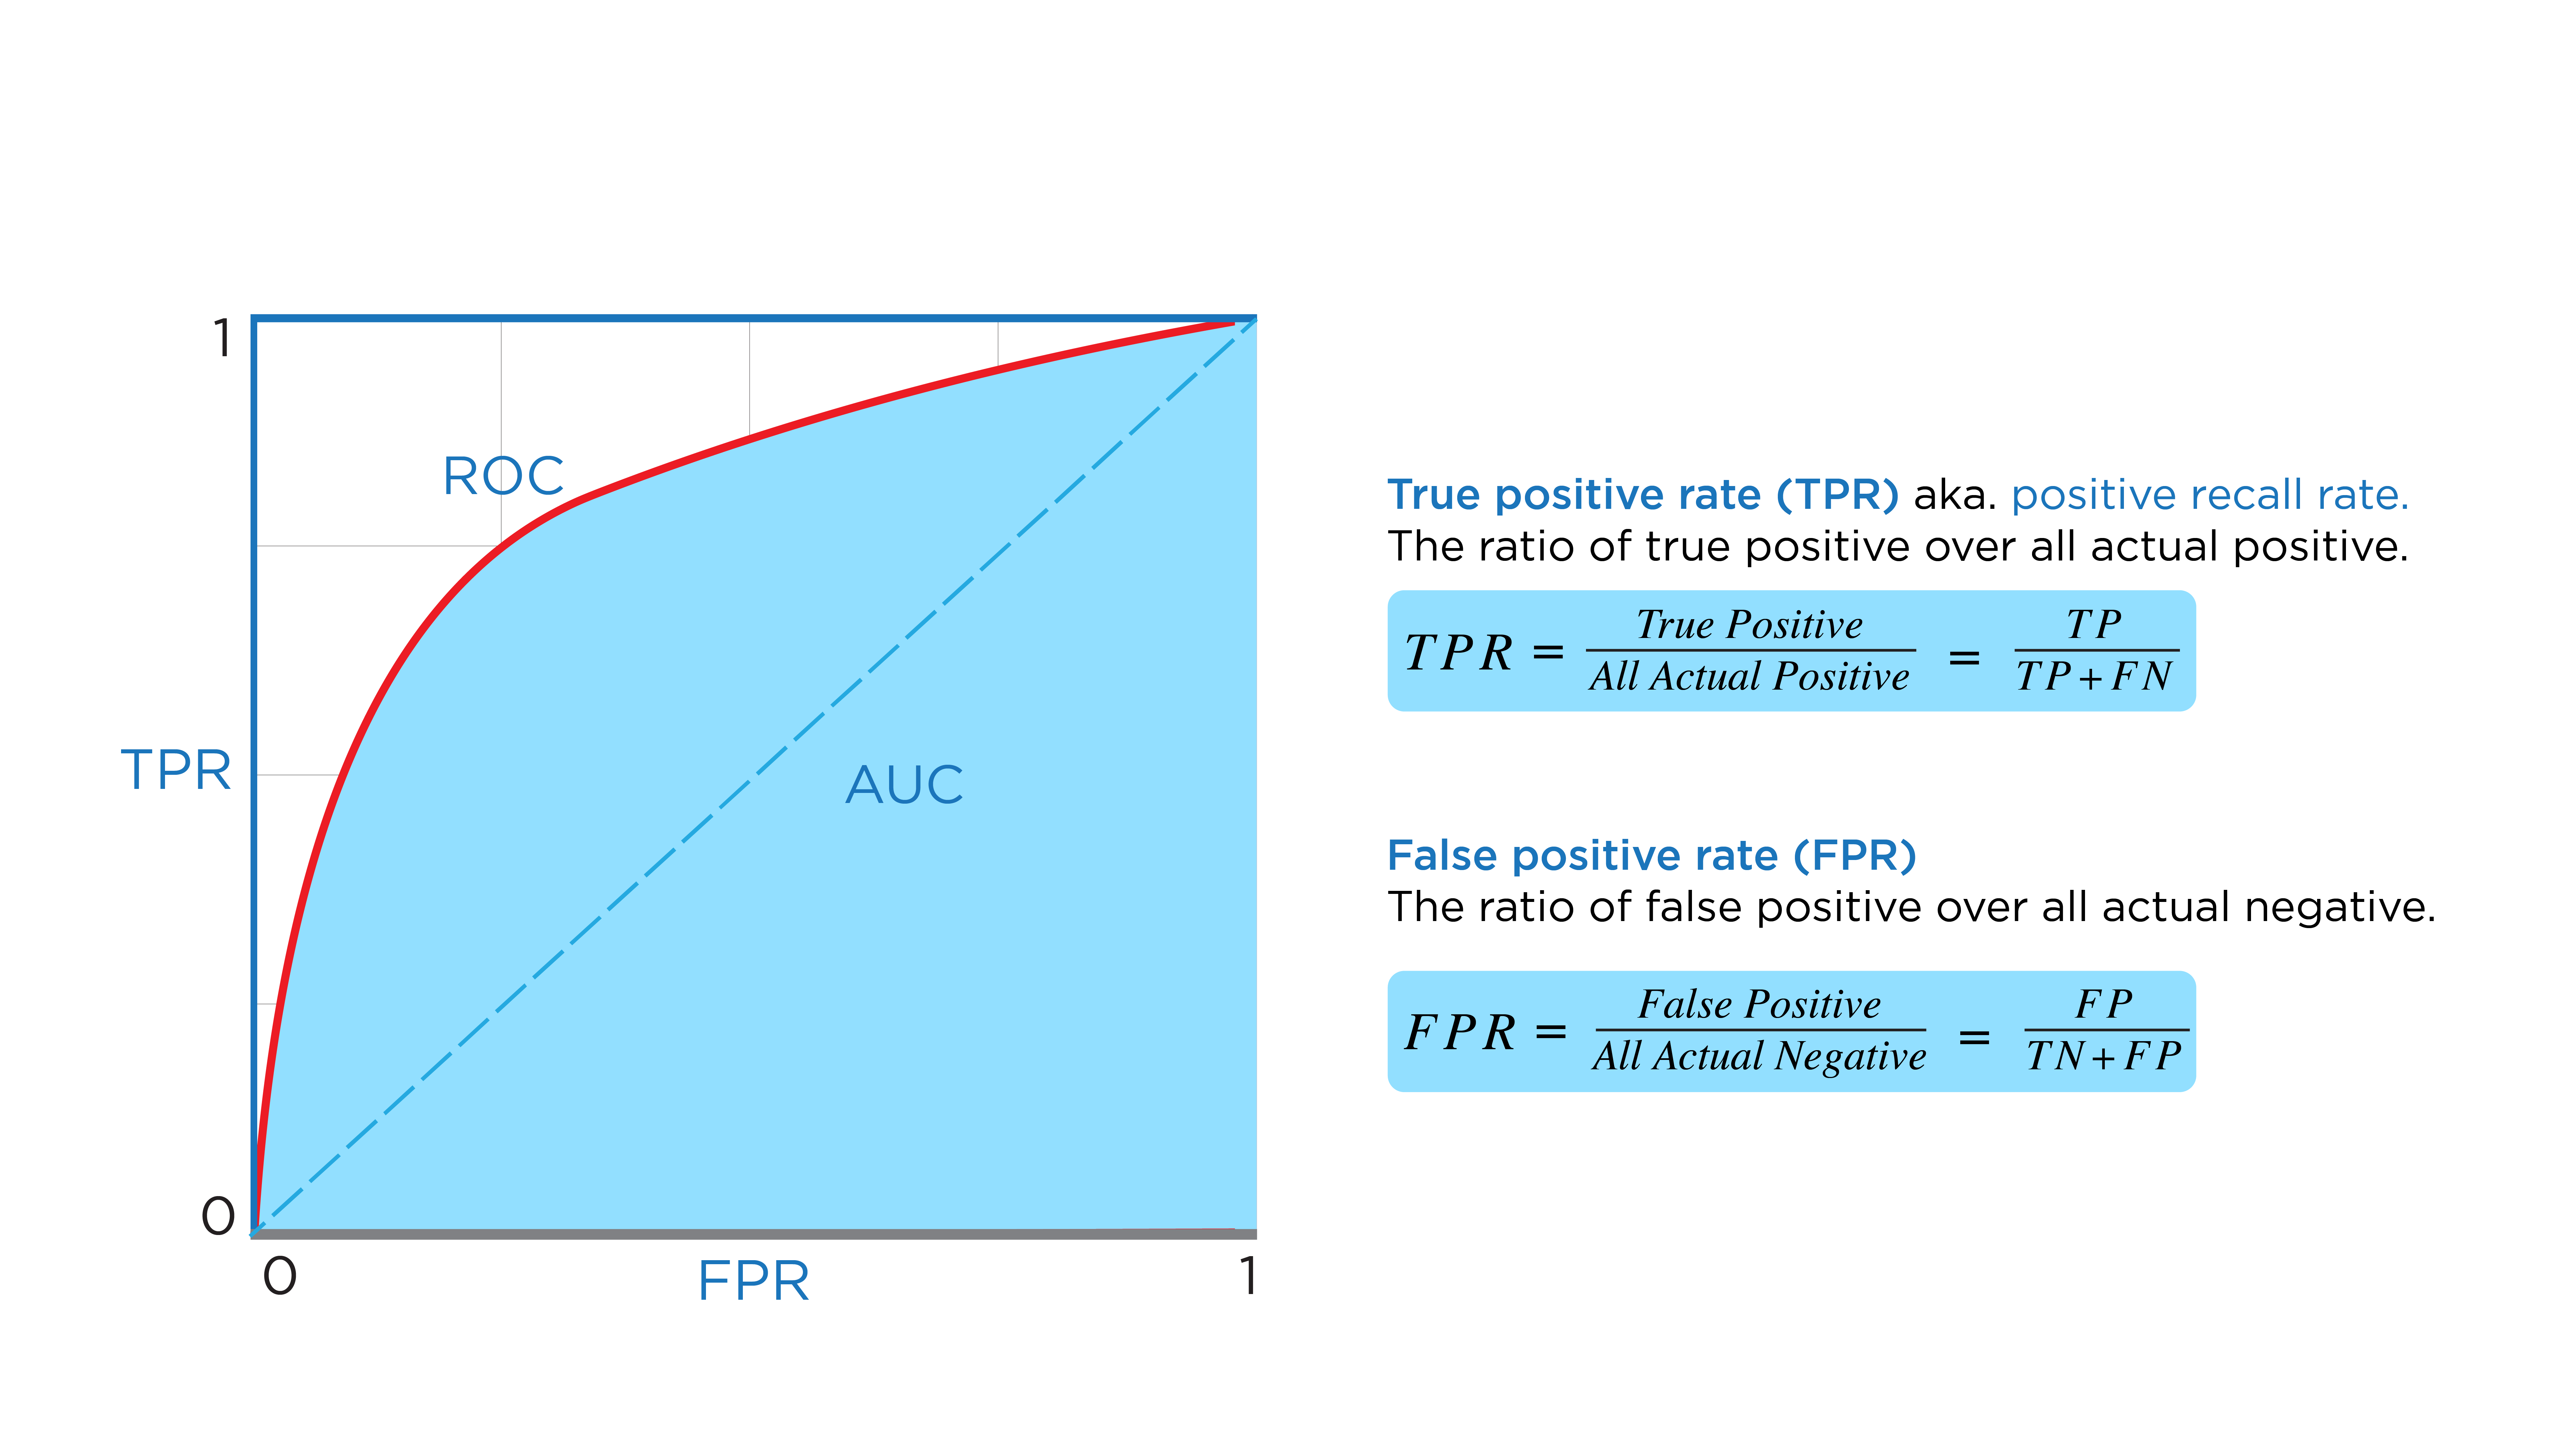 1
ROC
TPR
AUC
0
0
FPR
1
True positive rate (TPR) aka. positive recall rate.
The ratio of true positive over all actual positive.
TPR = True Positive / All Actual Positive = TP / TP+FN
False positive rate (FPR)
The ratio of false positive over all actual negative.
FPR = False Positive / All Actual Negative = FP / TN+FP